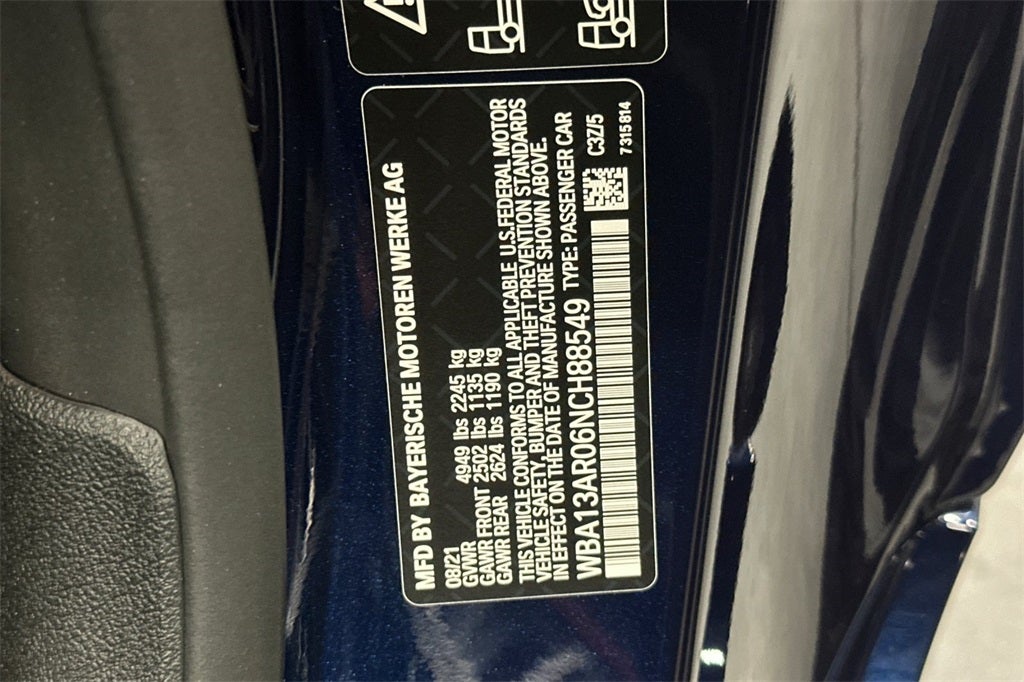 MFD BY BAYERISCHE MOTOREN WERKE AG
08/21
GVWR 4949 lbs 2245 kg
GAWR FRONT 2502 lbs 1135 kg
GAWR REAR 2624 lbs 1190 kg
THIS VEHICLE CONFORMS TO ALL APPLICABLE U.S.FEDERAL MOTOR
VEHICLE SAFETY, BUMPER AND THEFT PREVENTION STANDARDS
IN EFFECT ON THE DATE OF MANUFACTURE SHOWN ABOVE.
WBA13AR06NCH88549 TYPE: PASSENGER CAR
C3Z/5
7315814